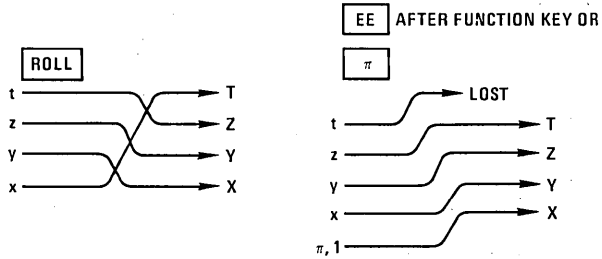 EE AFTER FUNCTION KEY OR
ROLL
π
t T
z Z
y Y
x X
LOST
t T
z Z
y Y
x X
π, 1